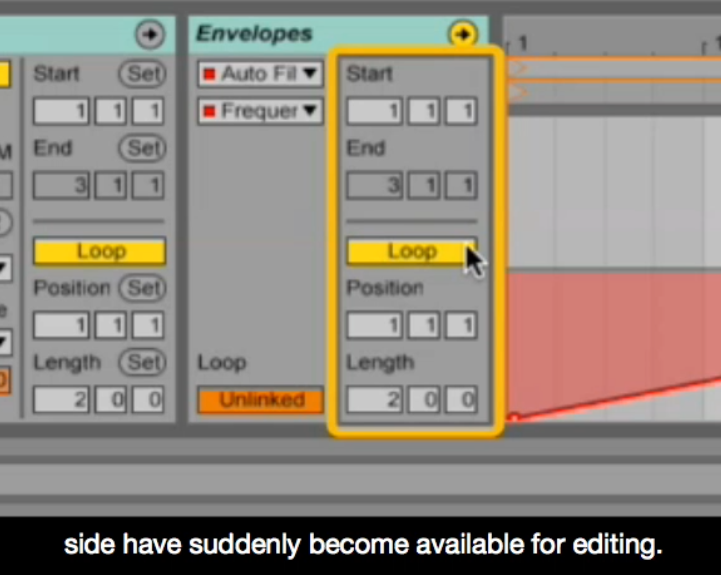 Envelopes
Start Set
1 1 1
M End Set
3 1 1
Loop
Position Set
1 1 1
Length Set
2 0 0
Auto Fil
Frequer
Loop
Unlinked
Start
1 1 1
End
3 1 1
Loop
Position
1 1 1
Length
2 0 0
1
side have suddenly become available for editing.